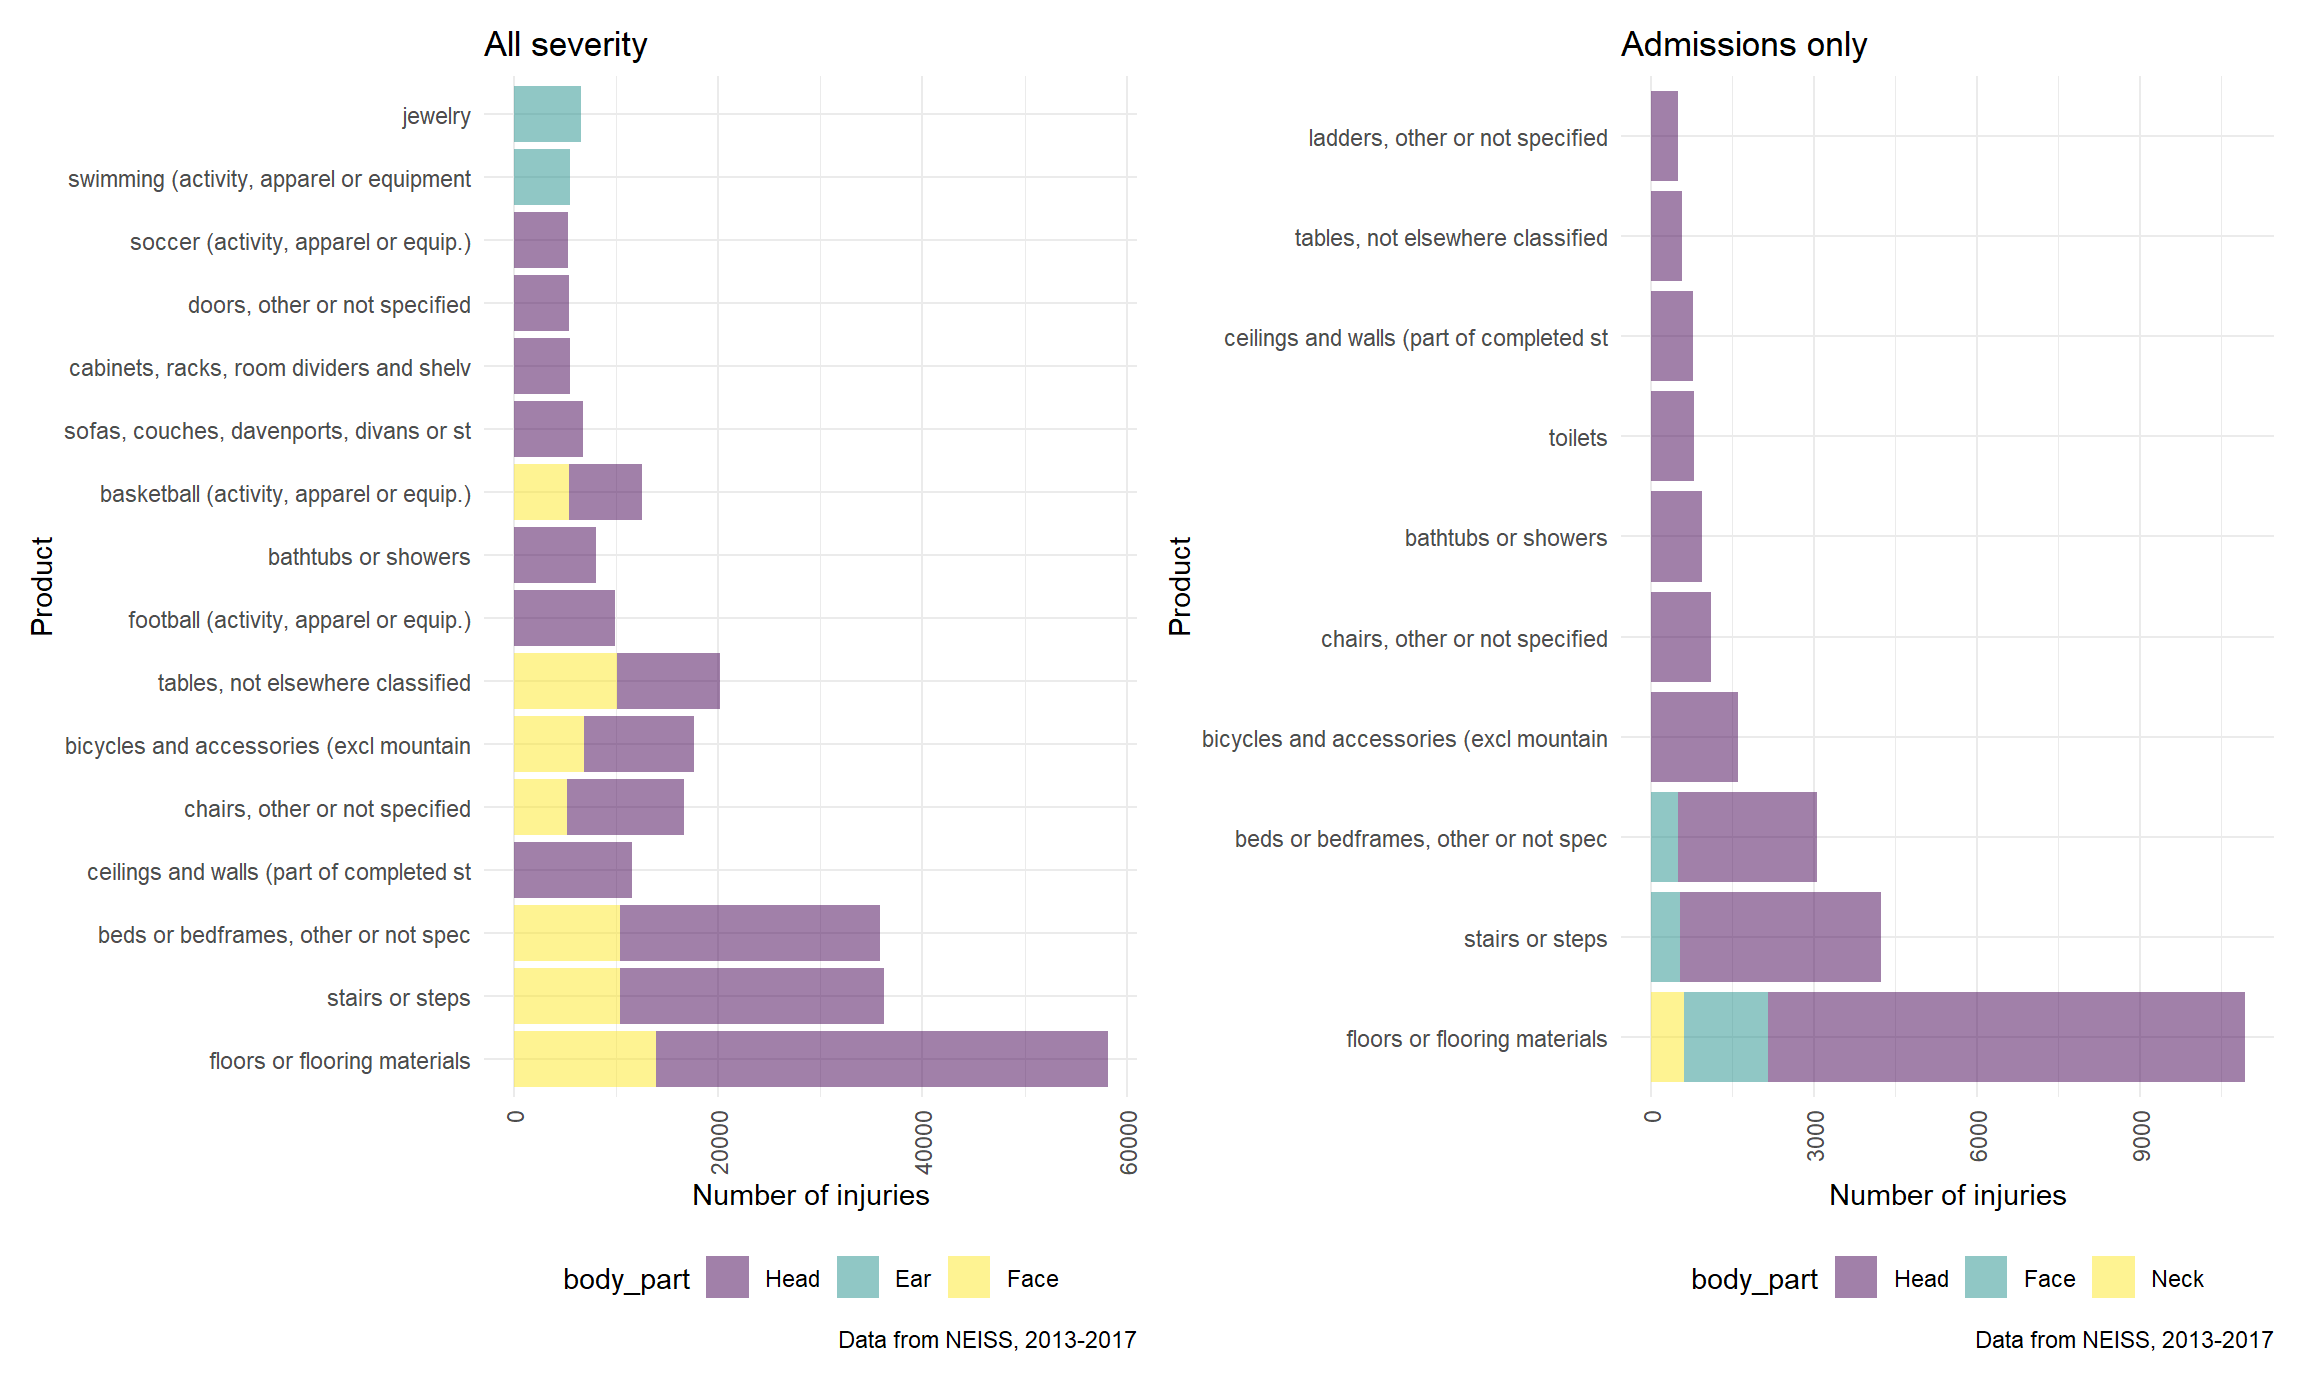 All severity
jewelry
swimming (activity, apparel or equipment
soccer (activity, apparel or equip.)
doors, other or not specified
cabinets, racks, room dividers and shelv
sofas, couches, davenports, divans or st
basketball (activity, apparel or equip.)
bathtubs or showers
football (activity, apparel or equip.)
tables, not elsewhere classified
bicycles and accessories (excl mountain
chairs, other or not specified
ceilings and walls (part of completed st
beds or bedframes, other or not spec
stairs or steps
floors or flooring materials
Product
0
20000
40000
60000
Number of injuries
body_part
Head
Ear
Face
Data from NEISS, 2013-2017
Admissions only
ladders, other or not specified
tables, not elsewhere classified
ceilings and walls (part of completed st
toilets
bathtubs or showers
chairs, other or not specified
bicycles and accessories (excl mountain
beds or bedframes, other or not spec
stairs or steps
floors or flooring materials
Product
0
3000
6000
9000
Number of injuries
body_part
Head
Face
Neck
Data from NEISS, 2013-2017